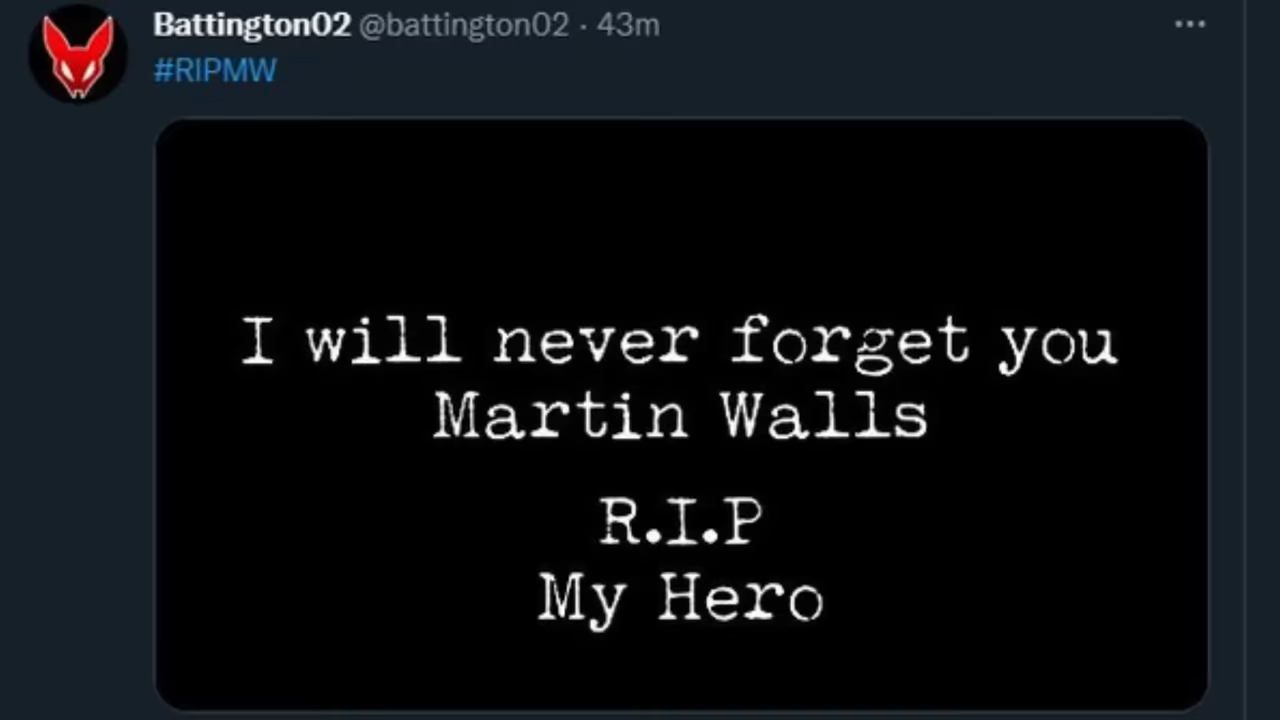 Battington02 @battington02 · 43m
#RIPMW
I will never forget you
Martin Walls
R.I.P
My Hero